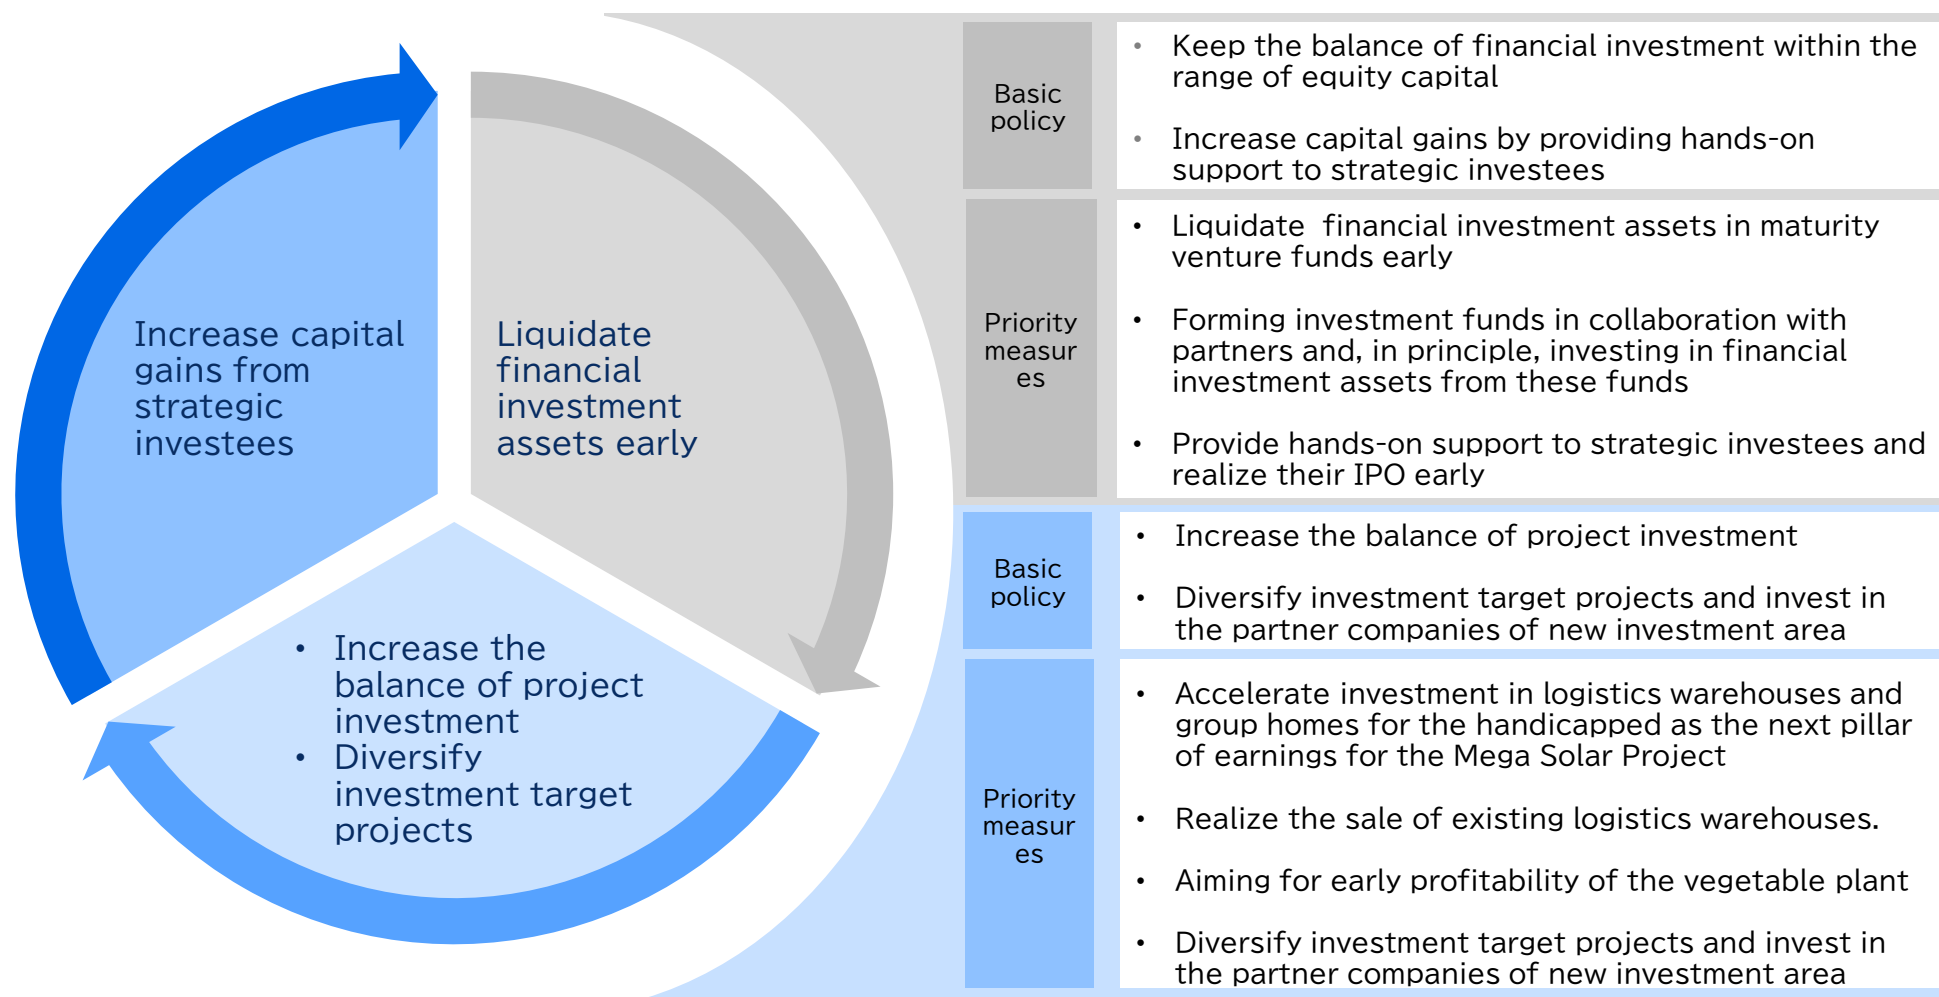 Increase capital
gains from
strategic
investees
Liquidate
financial
investment
assets early
• Increase the
balance of project
investment
• Diversify
investment target
projects
Basic
policy
• Keep the balance of financial investment within the
range of equity capital
• Increase capital gains by providing hands-on
support to strategic investees
Priority
measur
es
• Liquidate  financial investment assets in maturity
venture funds early
• Forming investment funds in collaboration with
partners and, in principle, investing in financial
investment assets from these funds
• Provide hands-on support to strategic investees and
realize their IPO early
Basic
policy
• Increase the balance of project investment
• Diversify investment target projects and invest in
the partner companies of new investment area
Priority
measur
es
• Accelerate investment in logistics warehouses and
group homes for the handicapped as the next pillar
of earnings for the Mega Solar Project
• Realize the sale of existing logistics warehouses.
• Aiming for early profitability of the vegetable plant
• Diversify investment target projects and invest in
the partner companies of new investment area